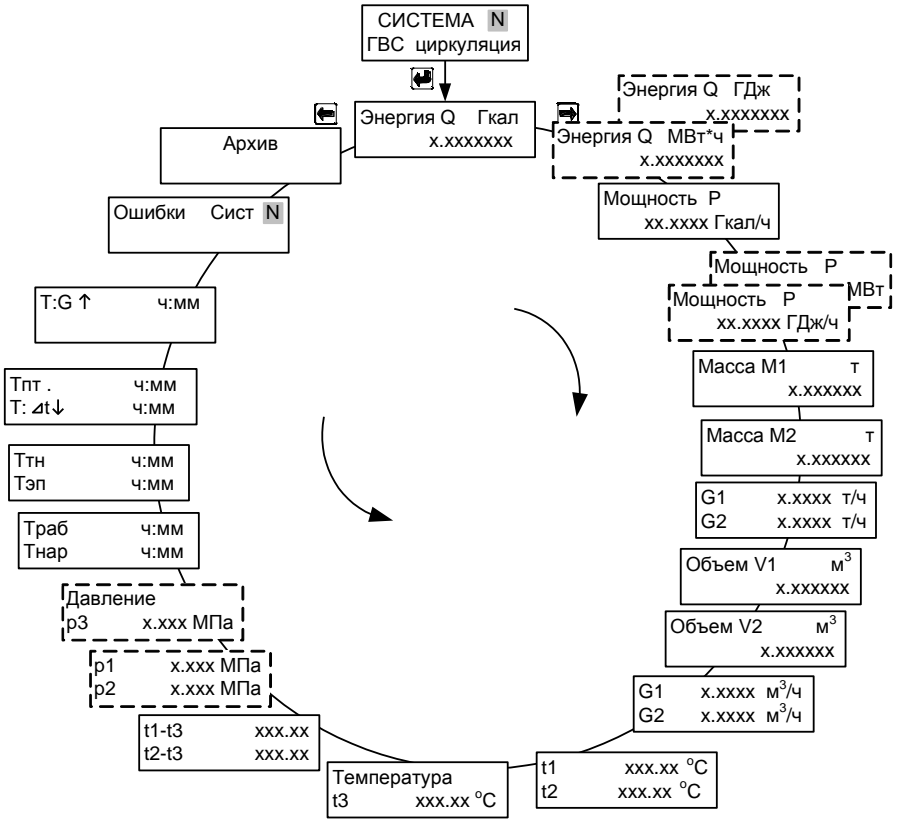 СИСТЕМА N
ГВС циркуляция
Энергия Q Гкал
x.xxxxxxx
Энергия Q ГДж
x.xxxxxxx
Энергия Q МВт*ч
x.xxxxxxx
Мощность P
xx.xxxx Гкал/ч
Мощность P
МВт
Мощность P
xx.xxxx ГДж/ч
Масса М1 т
x.xxxxxx
Масса М2 т
x.xxxxxx
G1 x.xxxx т/ч
G2 x.xxxx т/ч
Объем V1 м³
x.xxxxxx
Объем V2 м³
x.xxxxxx
G1 x.xxxx м³/ч
G2 x.xxxx м³/ч
t1 xxx.xx °C
t2 xxx.xx °C
Температура
t3 xxx.xx °C
t1-t3 xxx.xx
t2-t3 xxx.xx
p1 x.xxx МПа
p2 x.xxx МПа
Давление
p3 x.xxx МПа
Траб ч:мм
Тнар ч:мм
Ттн ч:мм
Тэп ч:мм
Тпт . ч:мм
Т: ⊿t↓ ч:мм
T:G ↑ ч:мм
Ошибки Сист N
Архив